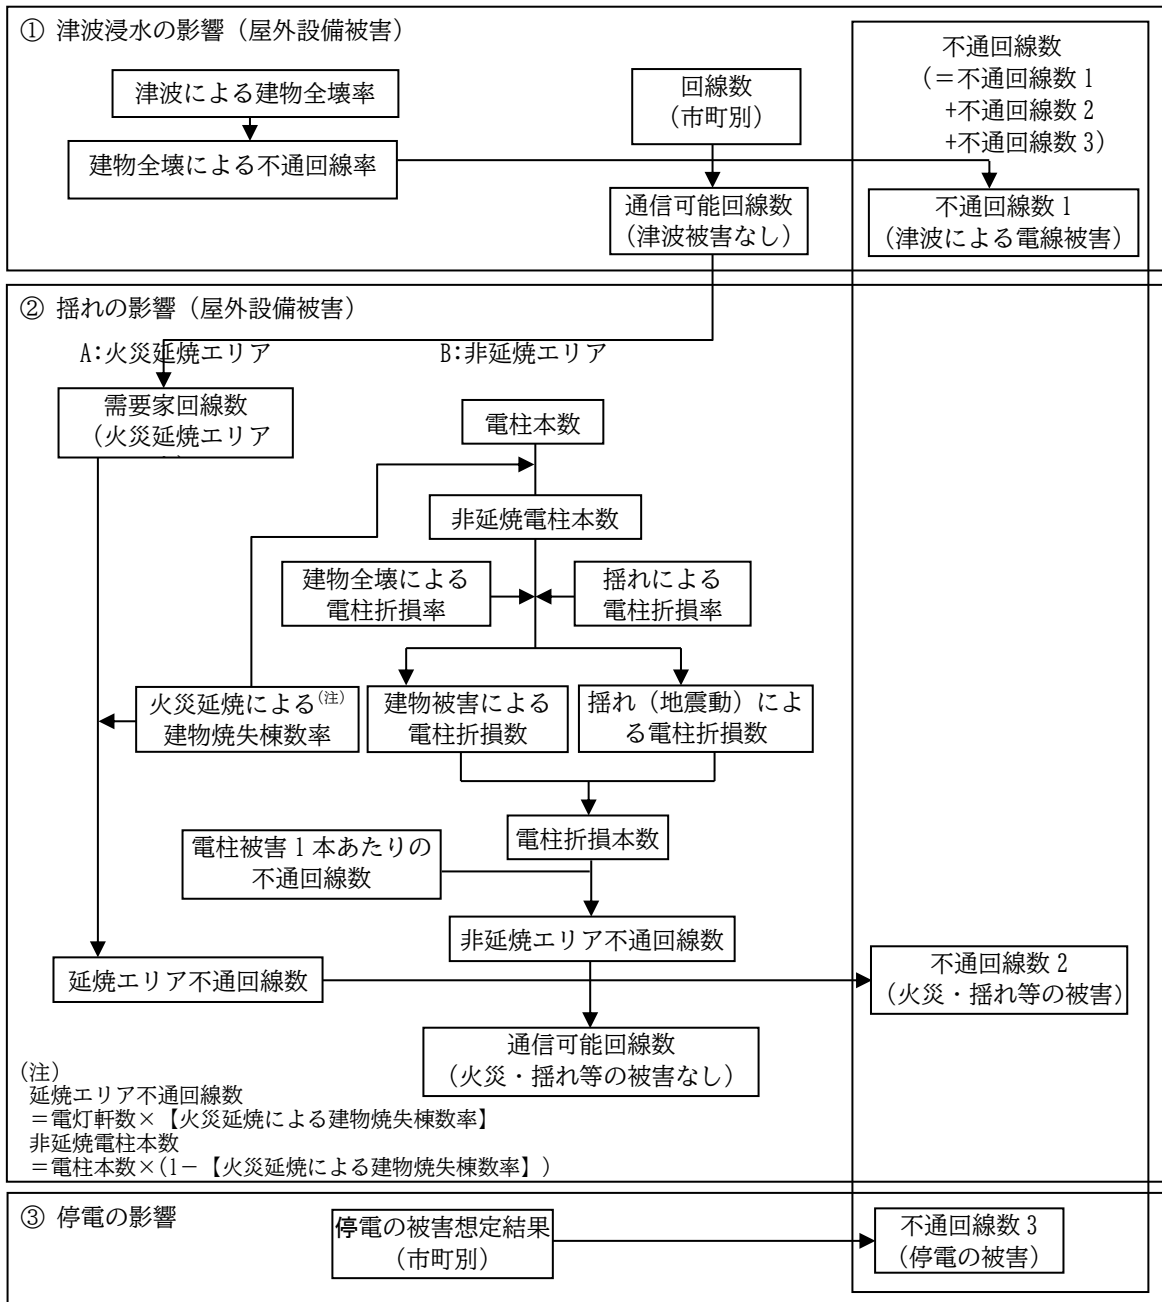 ① 津波浸水の影響（屋外設備被害）
不通回線数
（＝不通回線数 1
+不通回線数 2
+不通回線数 3）
津波による建物全壊率
回線数
（市町別）
建物全壊による不通回線率
通信可能回線数
（津波被害なし）
不通回線数 1
（津波による電線被害）
② 揺れの影響（屋外設備被害）
A:火災延焼エリア
B:非延焼エリア
需要家回線数
（火災延焼エリア
電柱本数
非延焼電柱本数
建物全壊による
電柱折損率
揺れによる
電柱折損率
火災延焼による(注)
建物焼失棟数率
建物被害による
電柱折損数
揺れ（地震動）によ
る電柱折損数
電柱折損本数
電柱被害 1 本あたりの
不通回線数
非延焼エリア不通回線数
延焼エリア不通回線数
不通回線数 2
（火災・揺れ等の被害）
通信可能回線数
（火災・揺れ等の被害なし）
(注)
延焼エリア不通回線数
＝電灯軒数×【火災延焼による建物焼失棟数率】
非延焼電柱本数
＝電柱本数×(1－【火災延焼による建物焼失棟数率】)
③ 停電の影響
停電の被害想定結果
（市町別）
不通回線数 3
（停電の被害）